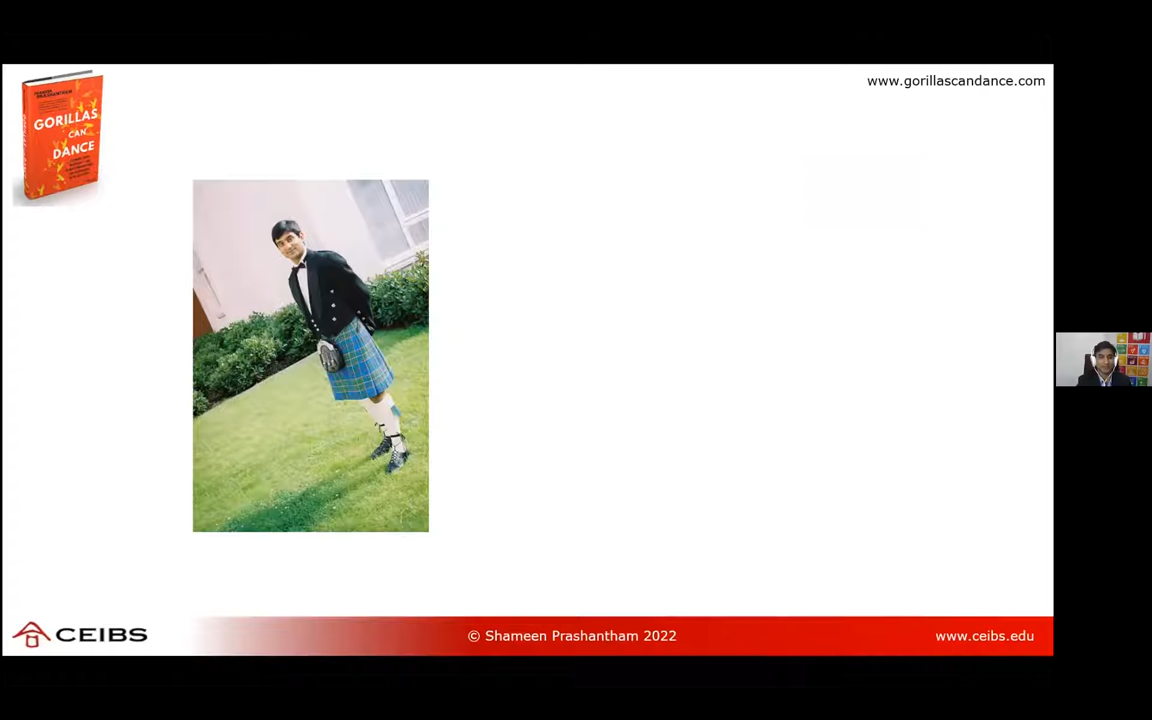 www.gorillascandance.com
GORILLAS
CAN
DANCE
CEIBS
© Shameen Prashantham 2022
www.ceibs.edu